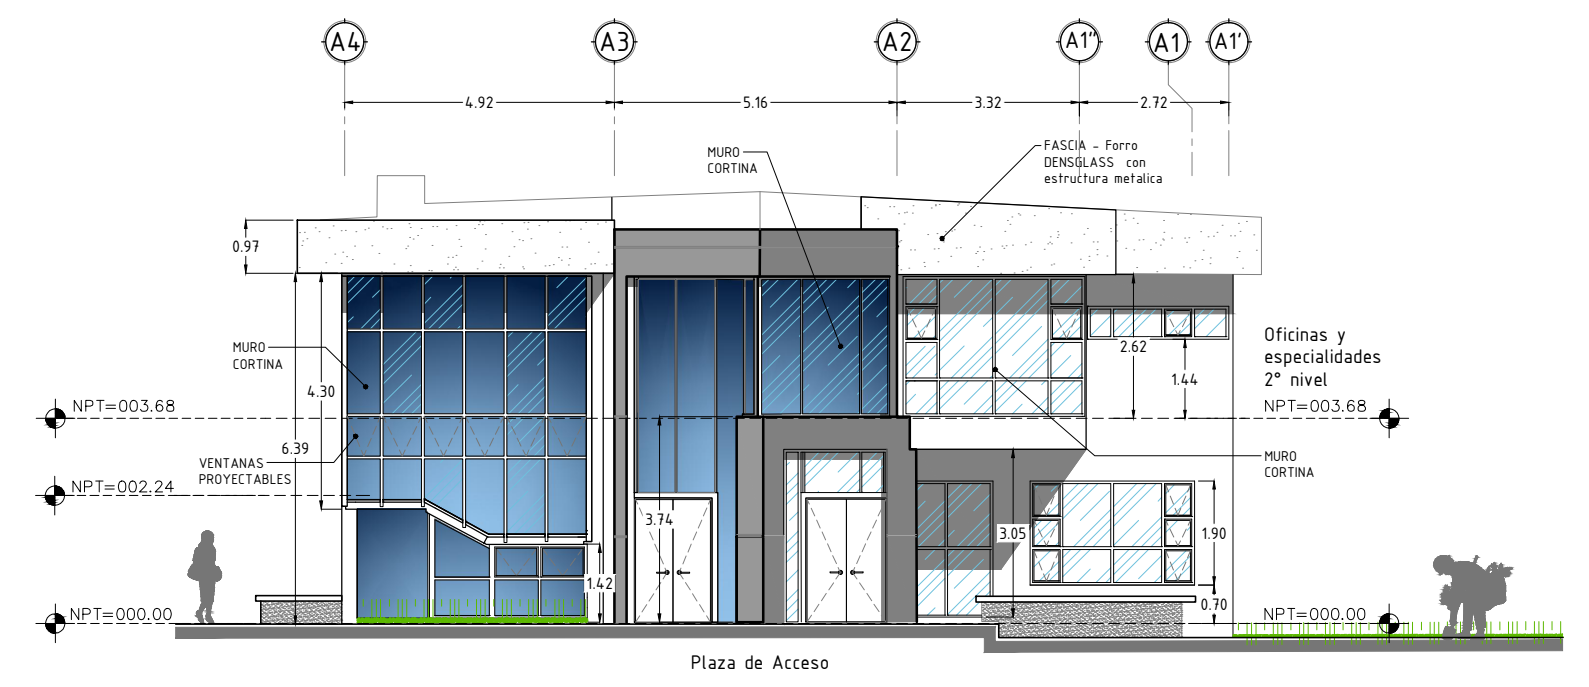 A4 A3 A2 A1" A1 A1'
4.92 5.16 3.32 2.72
MURO
CORTINA
FASCIA - Forro
DENSGLASS con
estructura metalica
0.97
MURO
CORTINA
4.30
6.39
2.62
1.44
Oficinas y
especialidades
2° nivel
NPT=003.68
NPT=003.68
VENTANAS
PROYECTABLES
MURO
CORTINA
NPT=002.24
3.74
3.05
1.90
1.42
0.70
NPT=000.00
NPT=000.00
Plaza de Acceso